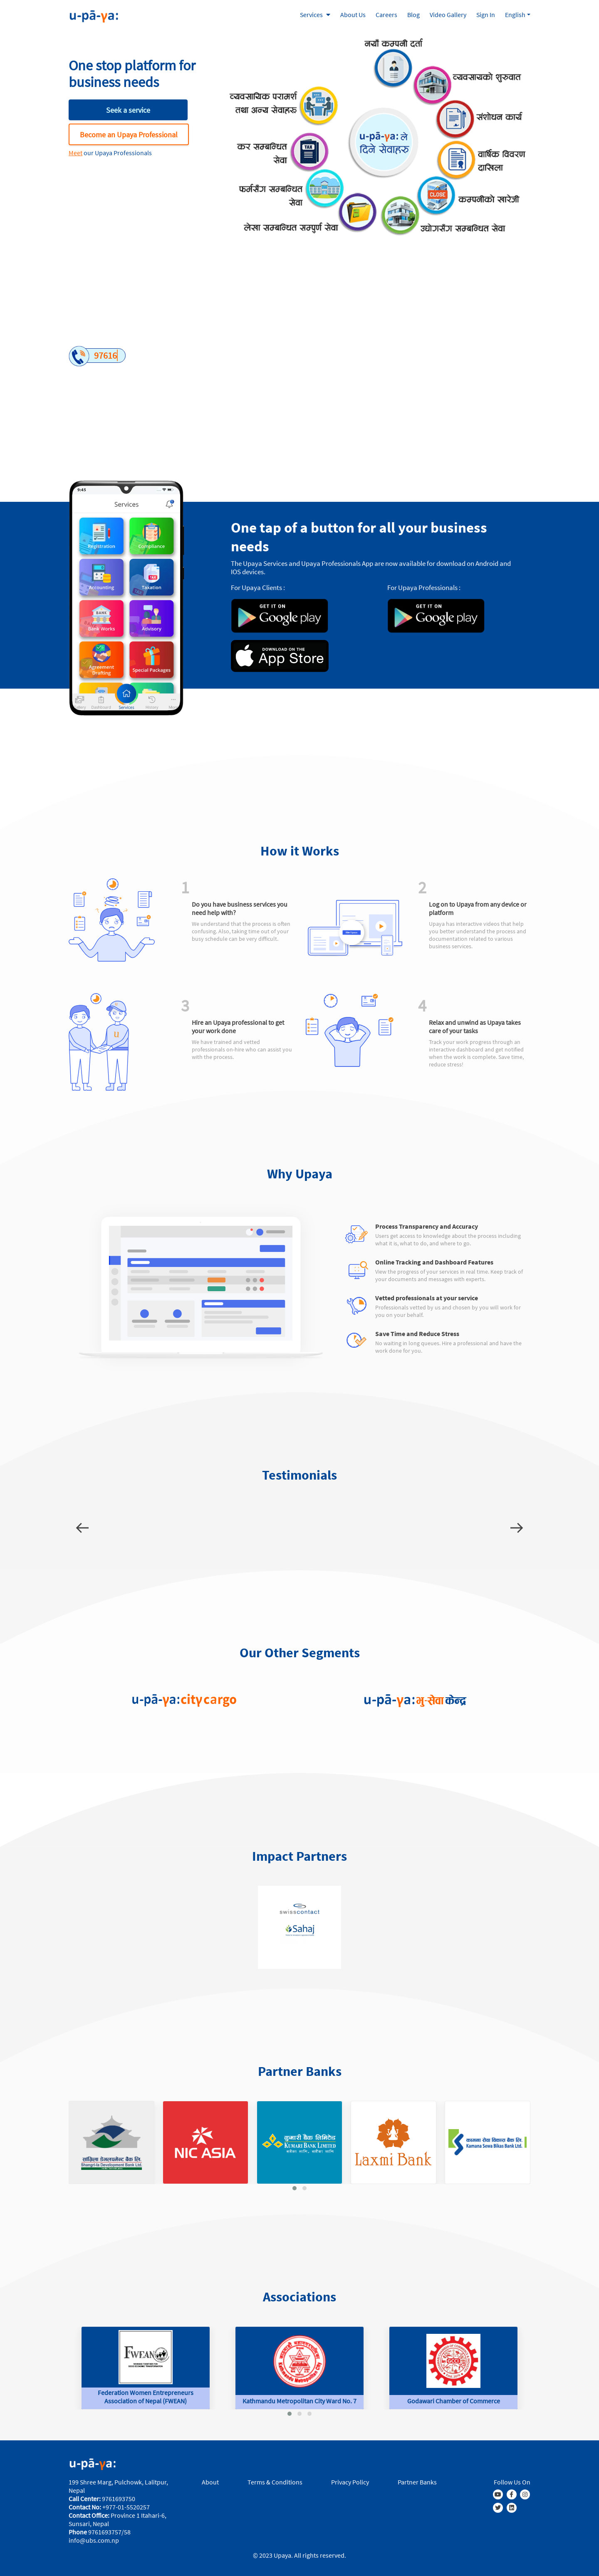 u-pā-ya:
Services
About Us
Careers
Blog
Video Gallery
Sign In
English
One stop platform for
business needs
Seek a service
Become an Upaya Professional
Meet our Upaya Professionals
नयाँ कम्पनी दर्ता
व्यवसायको शुरुवात
संशोधन कार्य
वार्षिक विवरण
दाखिला
कम्पनीको खारेजी
उद्योगसँग सम्बन्धित सेवा
लेखा सम्बन्धित सम्पूर्ण सेवा
फर्मसँग सम्बन्धित
सेवा
कर सम्बन्धित
सेवा
व्यवसायिक परामर्श
तथा अन्य सेवाहरु
u-pā-ya: ले
दिने सेवाहरु
CLOSE
TAX
97616
9:45
Services
Registration
Compliance
Accounting
Taxation
Bank Works
Advisory
Agreement
Drafting
Special Packages
Services
One tap of a button for all your business
needs
The Upaya Services and Upaya Professionals App are now available for download on Android and
IOS devices.
For Upaya Clients :
For Upaya Professionals :
GET IT ON
Google play
GET IT ON
Google play
Download on the
App Store
How it Works
1
Do you have business services you
need help with?
We understand that the process is often
confusing. Also, taking time out of your
busy schedule can be very difficult.
2
Log on to Upaya from any device or
platform
Upaya has interactive videos that help
you better understand the process and
documentation related to various
business services.
3
Hire an Upaya professional to get
your work done
We have trained and vetted
professionals on-hire who can assist you
with the process.
4
Relax and unwind as Upaya takes
care of your tasks
Track your work progress through an
interactive dashboard and get notified
when the work is complete. Save time,
reduce stress!
Why Upaya
Process Transparency and Accuracy
Users get access to knowledge about the process including
what it is, what to do, and where to go.
Online Tracking and Dashboard Features
View the progress of your services in real-time. Keep track of
your documents and messages with experts.
Vetted professionals at your service
Professionals vetted by us and chosen by you will work for
you on your behalf.
Save Time and Reduce Stress
No waiting in long queues. Hire a professional and have the
work done for you.
Testimonials
Our Other Segments
u-pā-ya: city cargo
u-pā-ya: भु-सेवा केन्द्र
Impact Partners
swisscontact
Sahaj
Partner Banks
Shangri-la Development Bank Ltd.
NIC ASIA
कुमारी बैंक लिमिटेड
KUMARI BANK LIMITED
Laxmi Bank
कामना सेवा विकास बैंक लि.
Kamana Sewa Bikas Bank Ltd.
Associations
FWEAN
Federation Women Entrepreneurs
Association of Nepal (FWEAN)
Kathmandu Metropolitan City Ward No. 7
Godawari Chamber of Commerce
u-pā-ya:
199 Shree Marg, Pulchowk, Lalitpur,
Nepal
Call Center: 9761693750
Contact No: +977-01-5520257
Contact Office: Province 1 Itahari-6,
Sunsari, Nepal
Phone 9761693757/58
info@ubs.com.np
About
Terms & Conditions
Privacy Policy
Partner Banks
Follow Us On
© 2023 Upaya. All rights reserved.